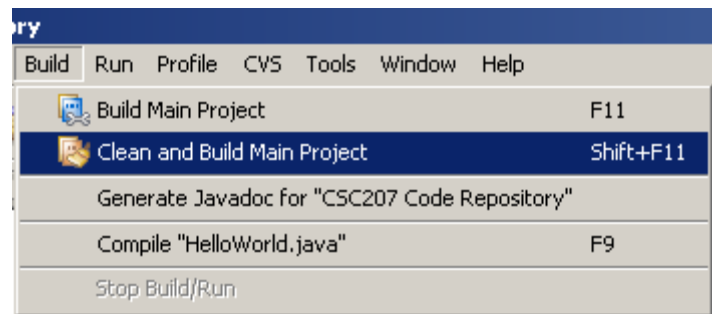 ory
Build Run Profile CVS Tools Window Help
Build Main Project F11
Clean and Build Main Project Shift+F11
Generate Javadoc for "CSC207 Code Repository"
Compile "HelloWorld.java" F9
Stop Build/Run